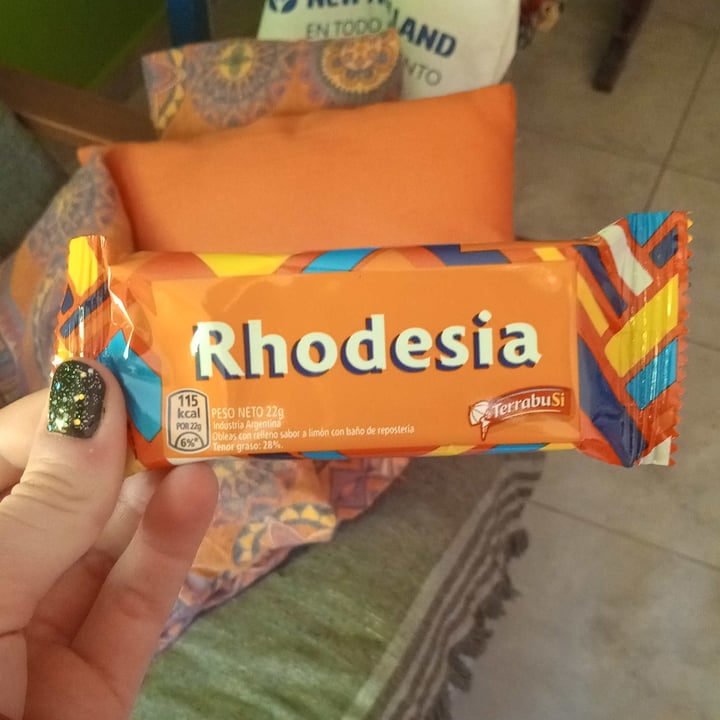 EN TODO
LAND
NTO
Rhodesia
TerrabuSi
115
kcal
POR 22g
6%*
PESO NETO 22g
Industria Argentina
Obleas con relleno sabor a limón con baño de repostería
Tenor graso: 28%.